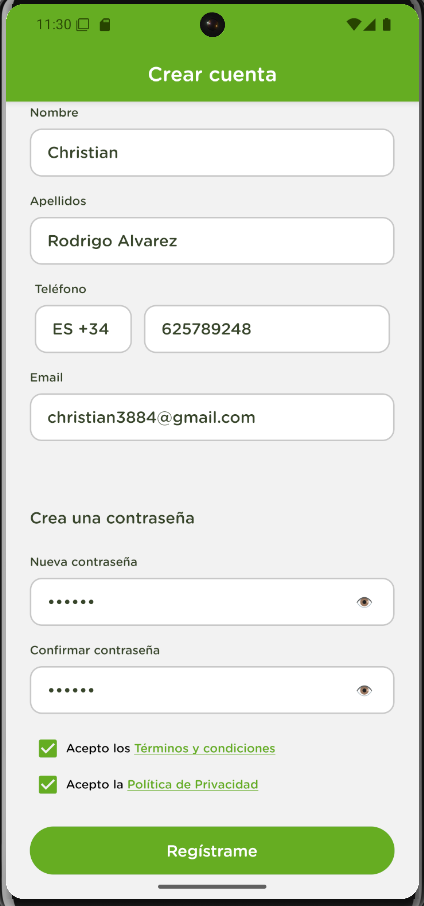 11:30
Crear cuenta
Nombre
Christian
Apellidos
Rodrigo Alvarez
Teléfono
ES +34 625789248
Email
christian3884@gmail.com
Crea una contraseña
Nueva contraseña
••••••
Confirmar contraseña
••••••
Acepto los Términos y condiciones
Acepto la Política de Privacidad
Regístrame